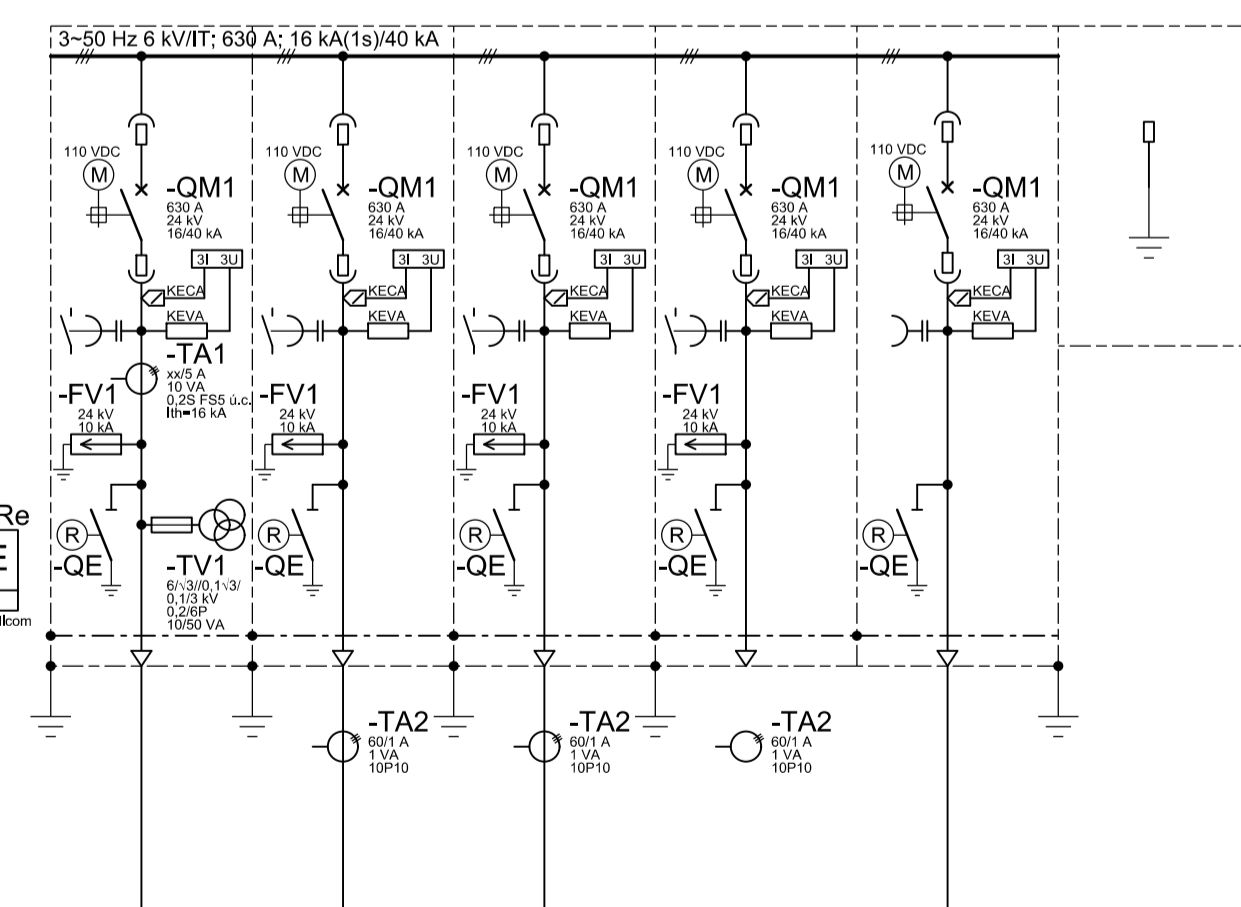 3~50 Hz 6 kV/IT; 630 A; 16 kA(1s)/40 kA
110 VDC
M
-QM1
630 A
24 kV
16/40 kA
3I 3U
KECA
KEVA
-TA1
xx/5 A
10 VA
0,2S FS5 ú.c.
Ith=16 kA
-FV1
24 kV
10 kA
R
-QE
-TV1
6/√3//0,1√3/
0,1/3 kV
0,2/6P
10/50 VA
110 VDC
M
-QM1
630 A
24 kV
16/40 kA
3I 3U
KECA
KEVA
-FV1
24 kV
10 kA
R
-QE
-TA2
60/1 A
1 VA
10P10
110 VDC
M
-QM1
630 A
24 kV
16/40 kA
3I 3U
KECA
KEVA
-FV1
24 kV
10 kA
R
-QE
-TA2
60/1 A
1 VA
10P10
110 VDC
M
-QM1
630 A
24 kV
16/40 kA
3I 3U
KECA
KEVA
-FV1
24 kV
10 kA
R
-QE
-TA2
60/1 A
1 VA
10P10
110 VDC
M
-QM1
630 A
24 kV
16/40 kA
3I 3U
KECA
KEVA
R
-QE